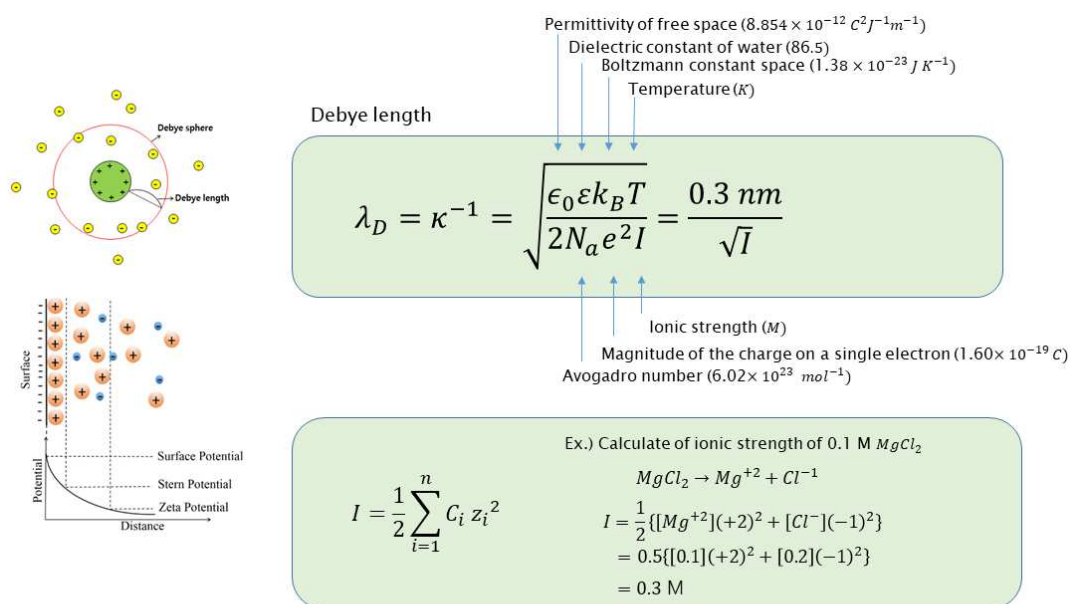 Permittivity of free space (8.854 × 10⁻¹² C²J⁻¹m⁻¹)
Dielectric constant of water (86.5)
Boltzmann constant space (1.38 × 10⁻²³ J K⁻¹)
Temperature (K)
Debye length
λ_D = κ⁻¹ = √(ϵ₀εk_BT / 2Nₐe²I) = 0.3 nm / √I
Ionic strength (M)
Magnitude of the charge on a single electron (1.60× 10⁻¹⁹ C)
Avogadro number (6.02× 10²³ mol⁻¹)
Debye sphere
Debye length
Surface
Potential
Surface Potential
Stern Potential
Zeta Potential
Distance
I = 1/2 ∑_{i=1}^{n} C_i z_i²
Ex.) Calculate of ionic strength of 0.1 M MgCl₂
MgCl₂ → Mg⁺² + Cl⁻¹
I = 1/2 {[Mg⁺²](+2)² + [Cl⁻](−1)²}
= 0.5{[0.1](+2)² + [0.2](−1)²}
= 0.3 M